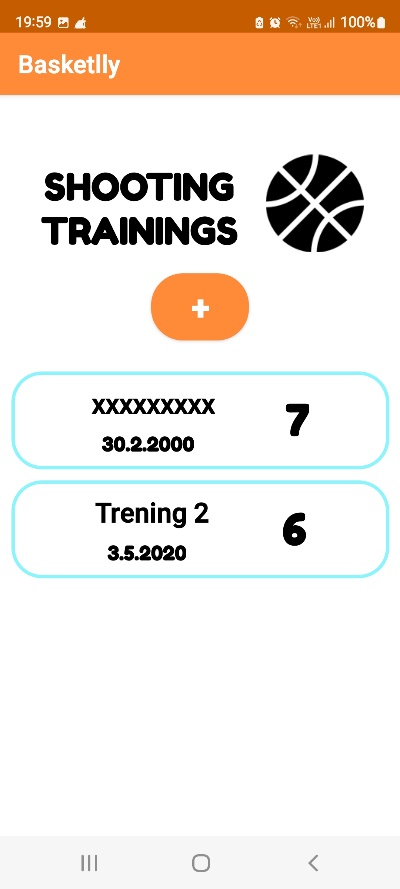 19:59 100%
Basketlly
SHOOTING
TRAININGS
+
XXXXXXXXX
7
30.2.2000
Trening 2
6
3.5.2020